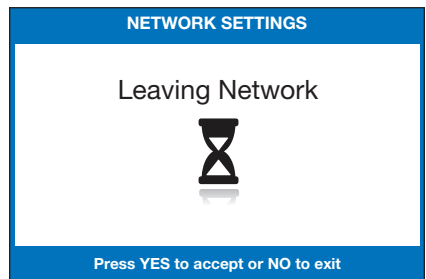 NETWORK SETTINGS
Leaving Network
Press YES to accept or NO to exit